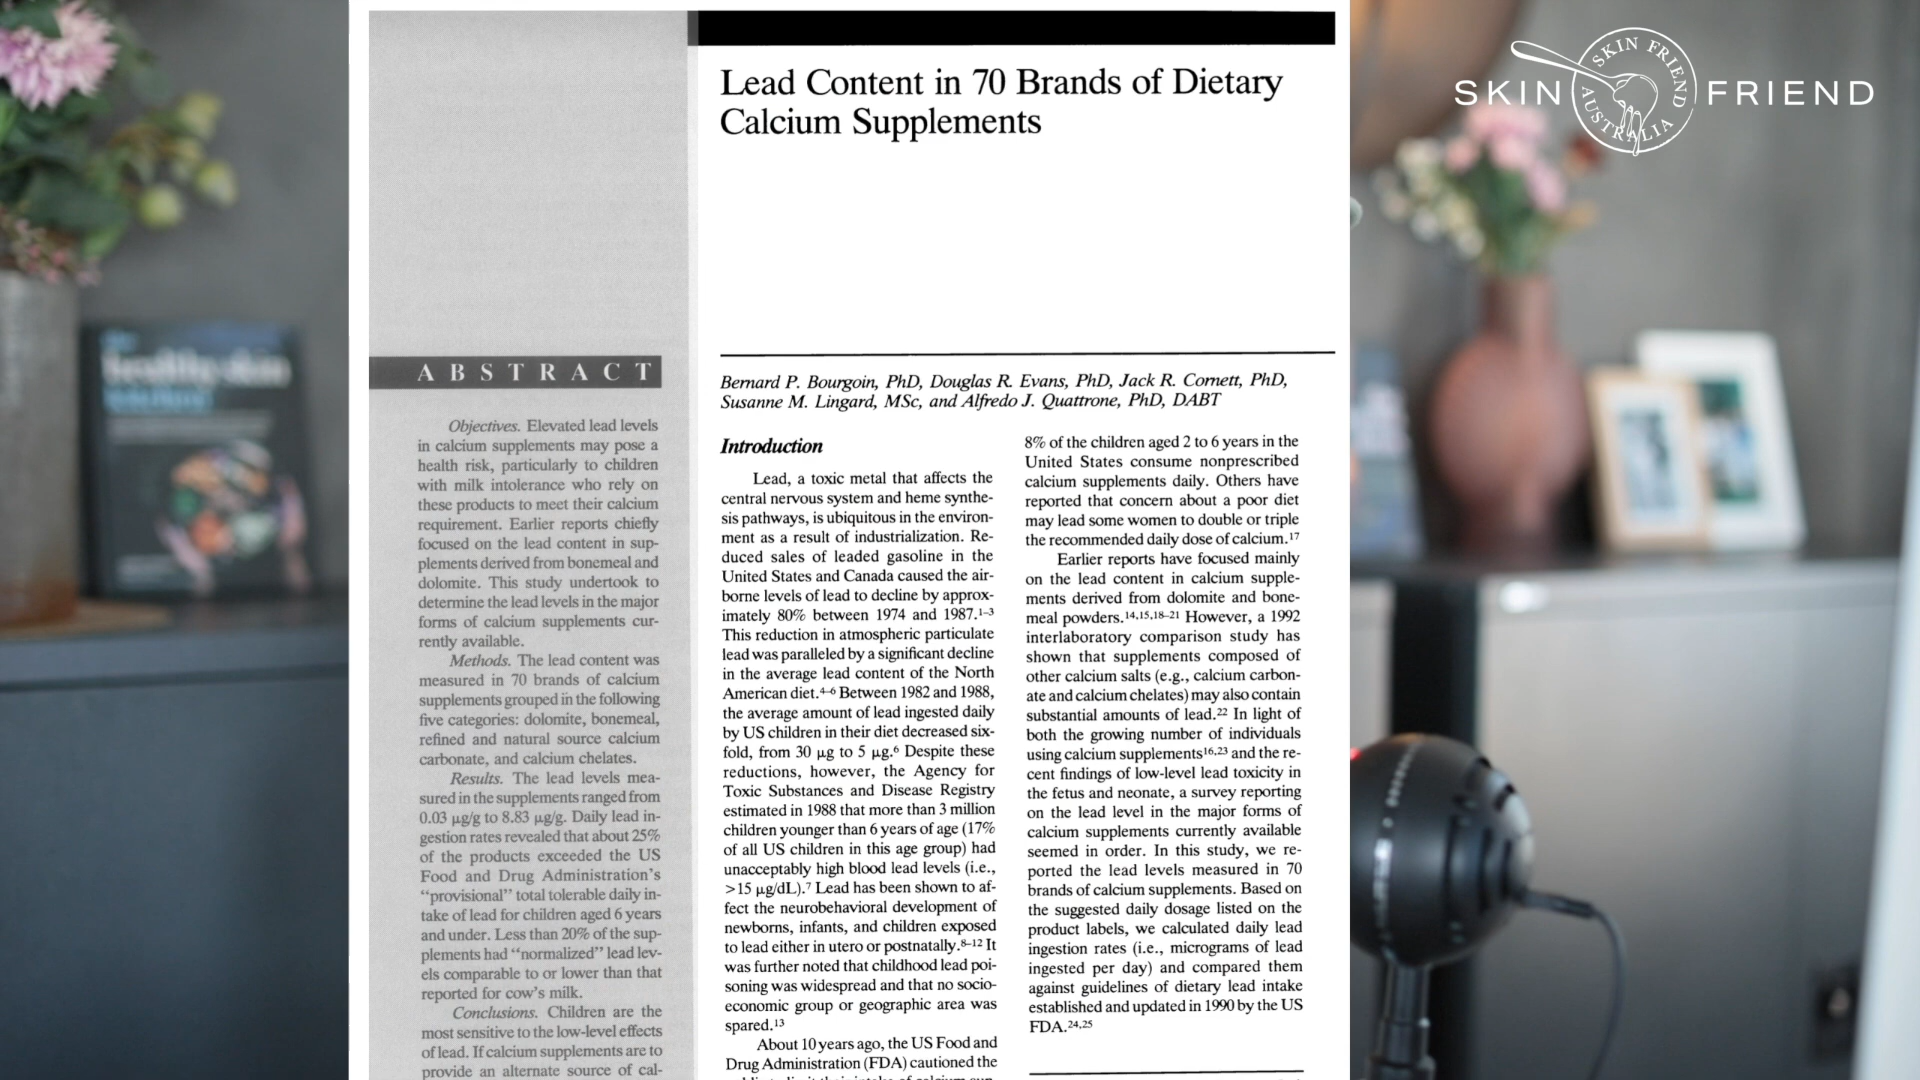 Lead Content in 70 Brands of Dietary
Calcium Supplements
SKIN FRIEND
SKIN FRIEND
AUSTRALIA
healthy skin
ABSTRACT
Objectives. Elevated lead levels
in calcium supplements may pose a
health risk, particularly to children
with milk intolerance who rely on
these products to meet their calcium
requirement. Earlier reports chiefly
focused on the lead content in sup-
plements derived from bonemeal and
dolomite. This study undertook to
determine the lead levels in the major
forms of calcium supplements cur-
rently available.
Methods. The lead content was
measured in 70 brands of calcium
supplements grouped in the following
five categories: dolomite, bonemeal,
refined and natural source calcium
carbonate, and calcium chelates.
Results. The lead levels mea-
sured in the supplements ranged from
0.03 µg/g to 8.83 µg/g. Daily lead in-
gestion rates revealed that about 25%
of the products exceeded the US
Food and Drug Administration's
“provisional” total tolerable daily in-
take of lead for children aged 6 years
and under. Less than 20% of the sup-
plements had “normalized” lead lev-
els comparable to or lower than that
reported for cow's milk.
Conclusions. Children are the
most sensitive to the low-level effects
of lead. If calcium supplements are to
provide an alternate source of cal-
Bernard P. Bourgoin, PhD, Douglas R. Evans, PhD, Jack R. Cornett, PhD,
Susanne M. Lingard, MSc, and Alfredo J. Quattrone, PhD, DABT
Introduction
Lead, a toxic metal that affects the
central nervous system and heme synthe-
sis pathways, is ubiquitous in the environ-
ment as a result of industrialization. Re-
duced sales of leaded gasoline in the
United States and Canada caused the air-
borne levels of lead to decline by approx-
imately 80% between 1974 and 1987.1–3
This reduction in atmospheric particulate
lead was paralleled by a significant decline
in the average lead content of the North
American diet.4–6 Between 1982 and 1988,
the average amount of lead ingested daily
by US children in their diet decreased six-
fold, from 30 µg to 5 µg.6 Despite these
reductions, however, the Agency for
Toxic Substances and Disease Registry
estimated in 1988 that more than 3 million
children younger than 6 years of age (17%
of all US children in this age group) had
unacceptably high blood lead levels (i.e.,
>15 µg/dL).7 Lead has been shown to af-
fect the neurobehavioral development of
newborns, infants, and children exposed
to lead either in utero or postnatally.8–12 It
was further noted that childhood lead poi-
soning was widespread and that no socio-
economic group or geographic area was
spared.13
About 10 years ago, the US Food and
Drug Administration (FDA) cautioned the
8% of the children aged 2 to 6 years in the
United States consume nonprescribed
calcium supplements daily. Others have
reported that concern about a poor diet
may lead some women to double or triple
the recommended daily dose of calcium.17
Earlier reports have focused mainly
on the lead content in calcium supple-
ments derived from dolomite and bone-
meal powders.14,15,18–21 However, a 1992
interlaboratory comparison study has
shown that supplements composed of
other calcium salts (e.g., calcium carbon-
ate and calcium chelates) may also contain
substantial amounts of lead.22 In light of
both the growing number of individuals
using calcium supplements16,23 and the re-
cent findings of low-level lead toxicity in
the fetus and neonate, a survey reporting
on the lead level in the major forms of
calcium supplements currently available
seemed in order. In this study, we re-
ported the lead levels measured in 70
brands of calcium supplements. Based on
the suggested daily dosage listed on the
product labels, we calculated daily lead
ingestion rates (i.e., micrograms of lead
ingested per day) and compared them
against guidelines of dietary lead intake
established and updated in 1990 by the US
FDA.24,25